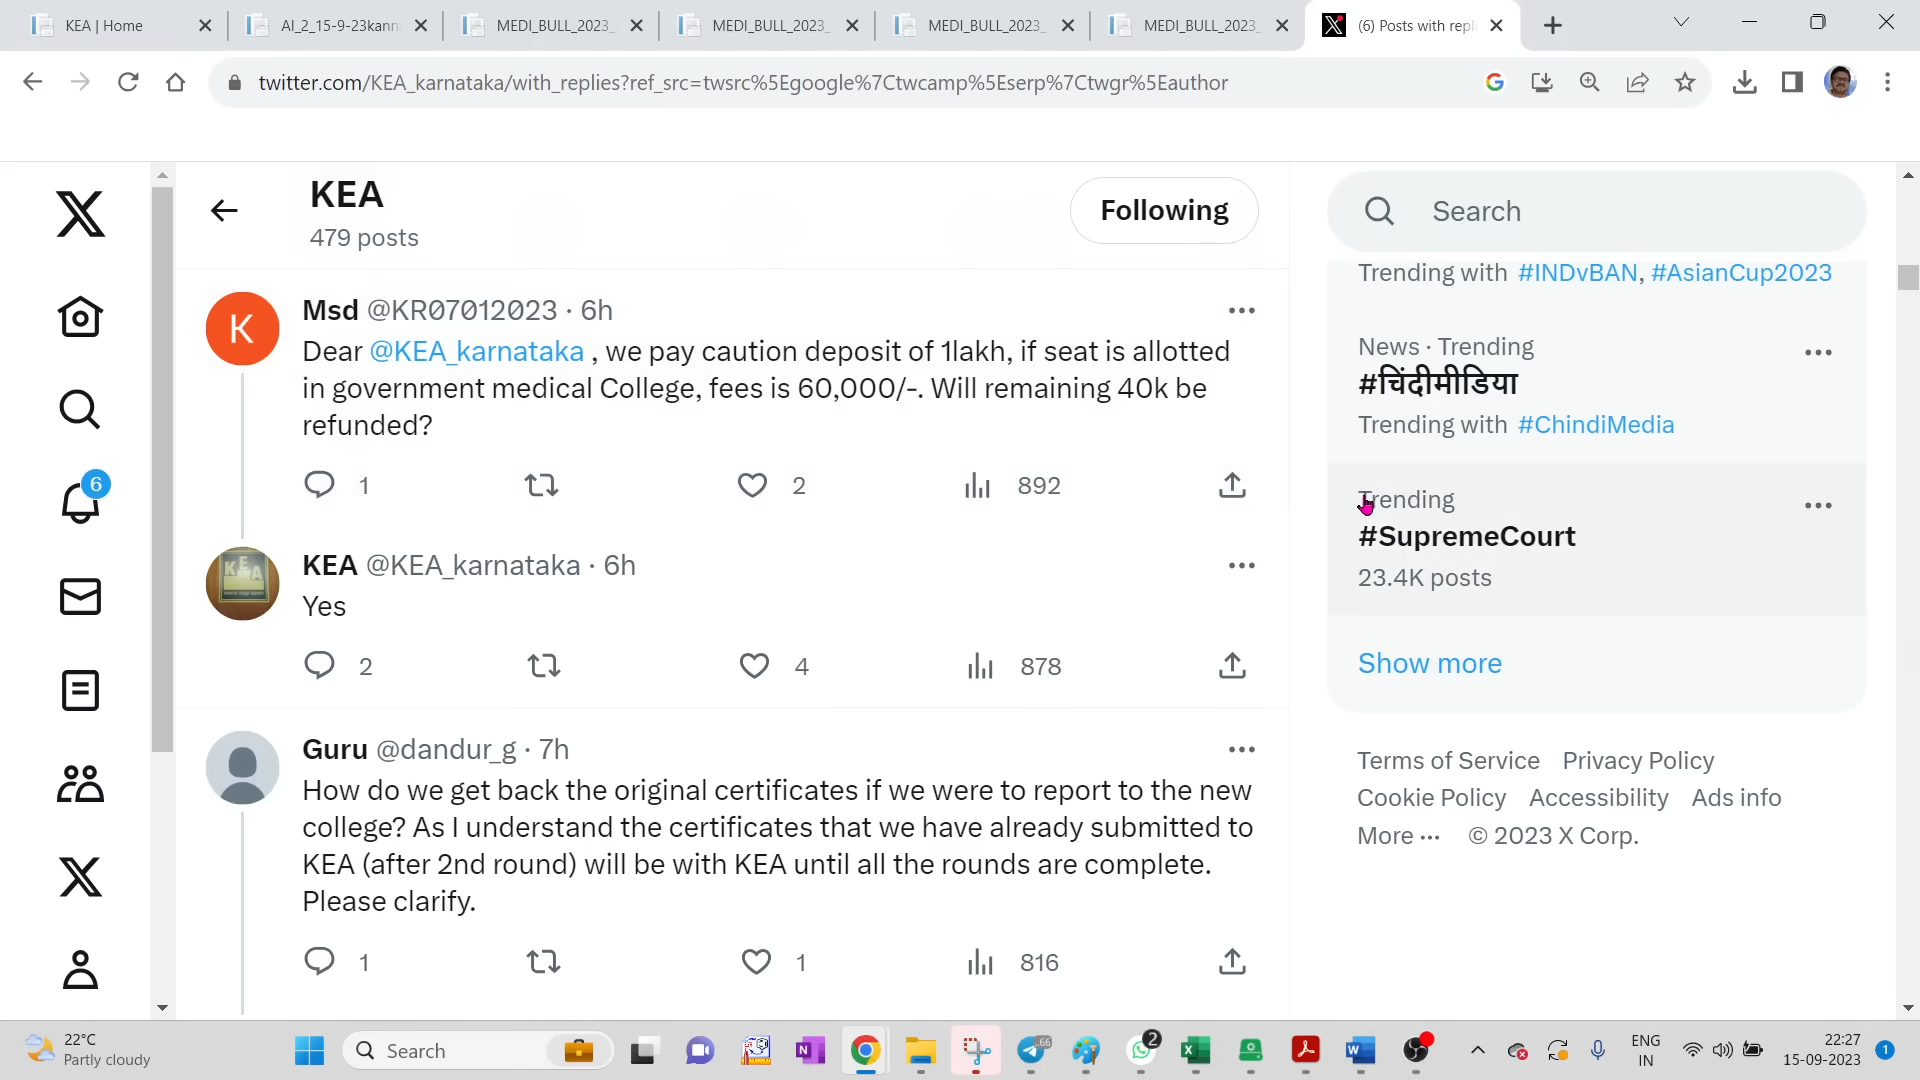 KEA | Home
AI_2_15-9-23kann
MEDI_BULL_2023_
MEDI_BULL_2023_
MEDI_BULL_2023_
MEDI_BULL_2023_
(6) Posts with repl
twitter.com/KEA_karnataka/with_replies?ref_src=twsrc%5Egoogle%7Ctwcamp%5Eserp%7Ctwgr%5Eauthor
KEA
479 posts
Following
Msd @KR07012023 · 6h
Dear @KEA_karnataka , we pay caution deposit of 1lakh, if seat is allotted
in government medical College, fees is 60,000/-. Will remaining 40k be
refunded?
1 2 892
KEA @KEA_karnataka · 6h
Yes
2 4 878
Guru @dandur_g · 7h
How do we get back the original certificates if we were to report to the new
college? As I understand the certificates that we have already submitted to
KEA (after 2nd round) will be with KEA until all the rounds are complete.
Please clarify.
1 1 816
6
K
Search
Trending with #INDvBAN, #AsianCup2023
News · Trending
#चिंदीमीडिया
Trending with #ChindiMedia
Trending
#SupremeCourt
23.4K posts
Show more
Terms of Service Privacy Policy
Cookie Policy Accessibility Ads info
More ··· © 2023 X Corp.
22°C
Partly cloudy
Search
66
2
ENG
IN
22:27
15-09-2023
1